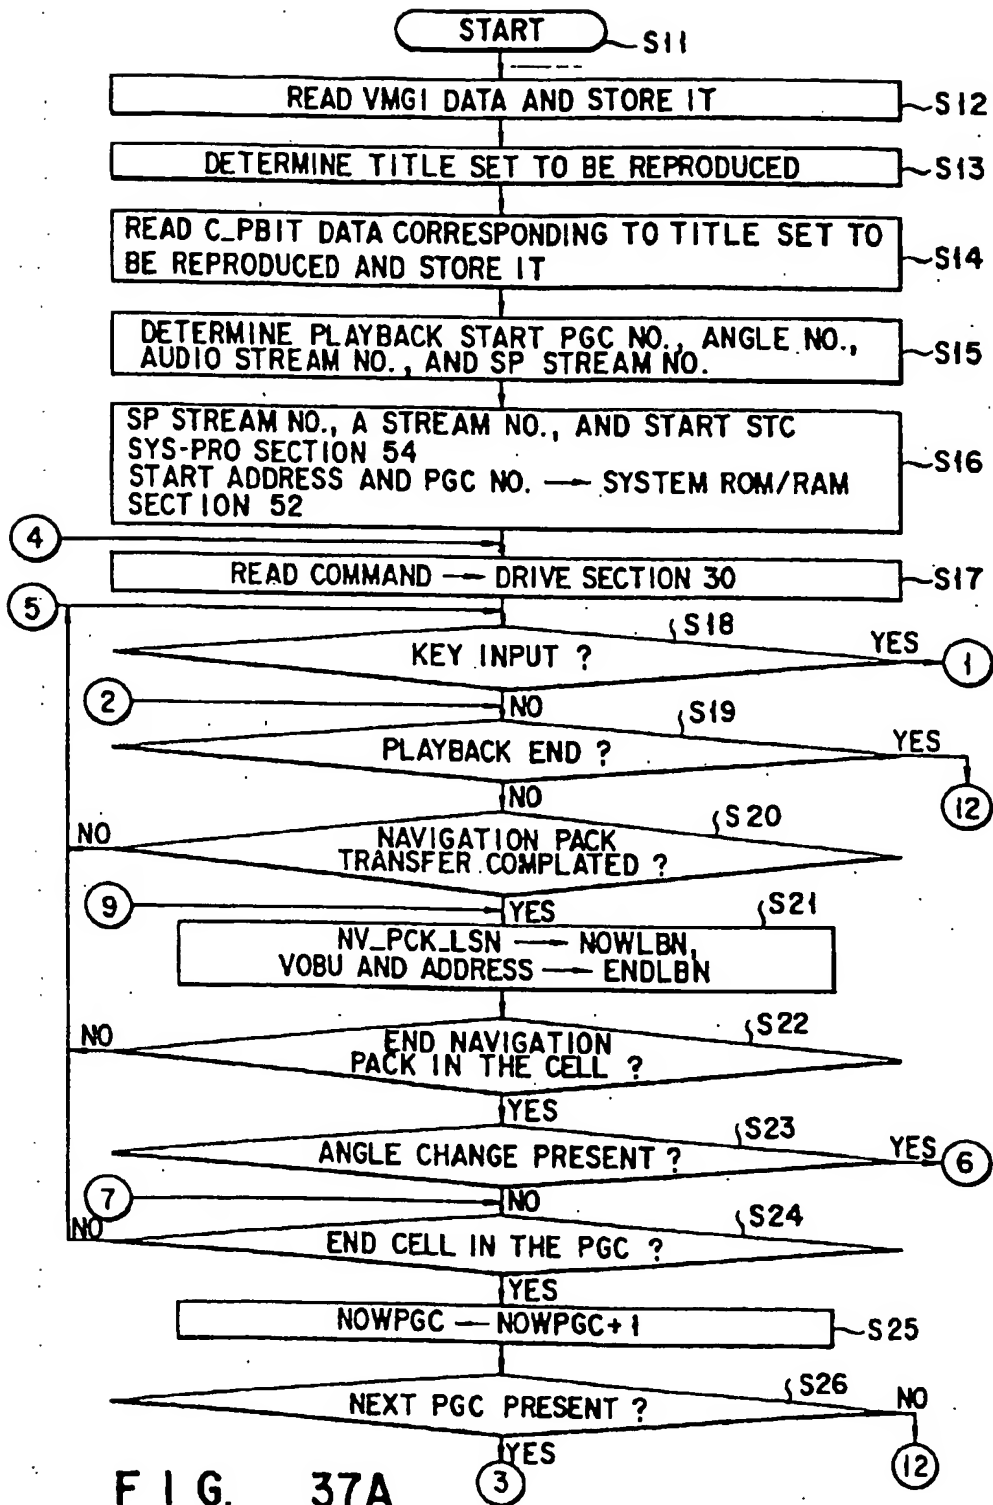 START
S11
READ VMGI DATA AND STORE IT
S12
DETERMINE TITLE SET TO BE REPRODUCED
S13
READ C_PBIT DATA CORRESPONDING TO TITLE SET TO
BE REPRODUCED AND STORE IT
S14
DETERMINE PLAYBACK START PGC NO., ANGLE NO.,
AUDIO STREAM NO., AND SP STREAM NO.
S15
SP STREAM NO., A STREAM NO., AND START STC
SYS-PRO SECTION 54
START ADDRESS AND PGC NO. → SYSTEM ROM/RAM
SECTION 52
S16
4
READ COMMAND → DRIVE SECTION 30
S17
5
S18
KEY INPUT ?
YES
1
2
NO
S19
PLAYBACK END ?
YES
12
NO
S20
NO
NAVIGATION PACK
TRANSFER COMPLATED ?
9
YES
S21
NV_PCK_LSN → NOWLBN,
VOBU AND ADDRESS → ENDLBN
S22
NO
END NAVIGATION
PACK IN THE CELL ?
YES
S23
ANGLE CHANGE PRESENT ?
YES
6
7
NO
S24
NO
END CELL IN THE PGC ?
YES
NOWPGC — NOWPGC+1
S25
S26
NEXT PGC PRESENT ?
NO
12
YES
3
FIG. 37A